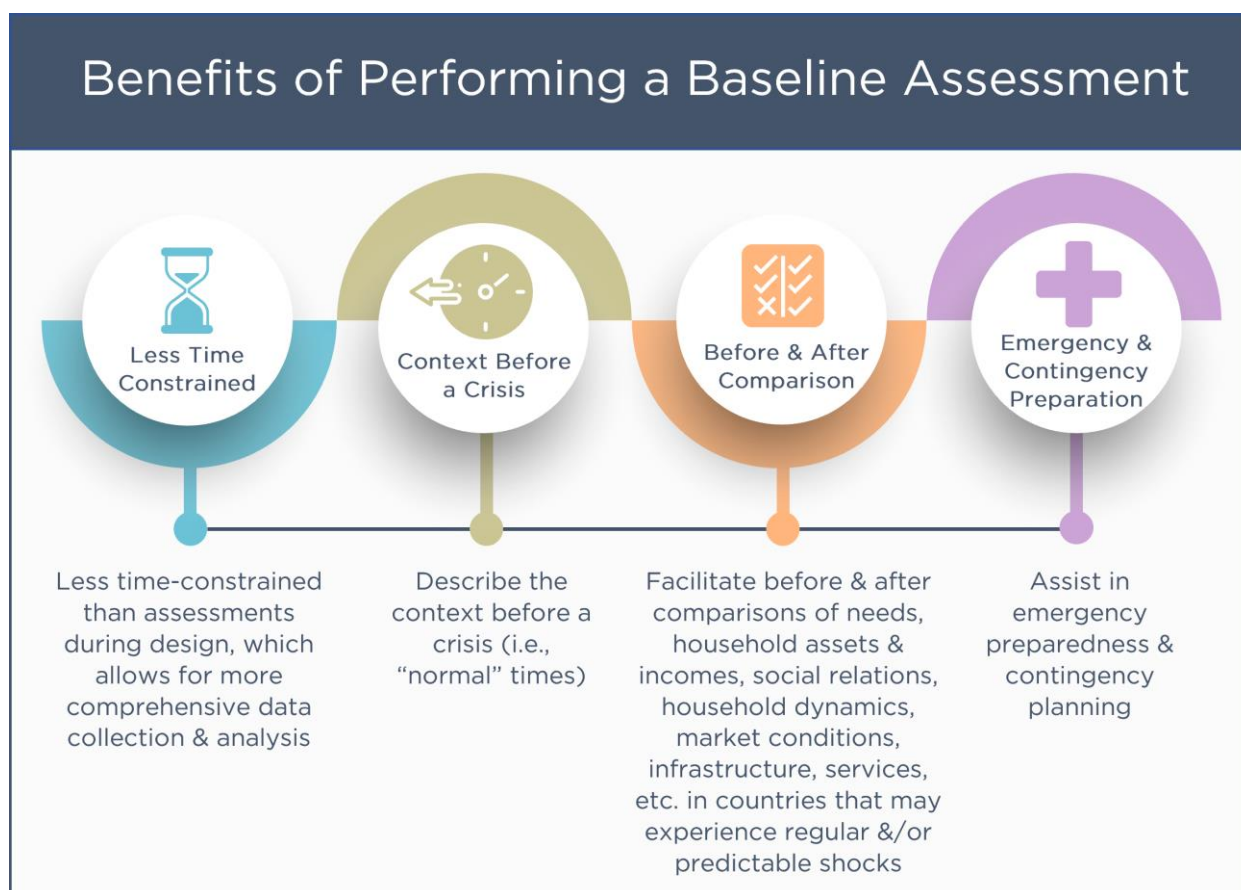 Benefits of Performing a Baseline Assessment
Less Time
Constrained
Context Before
a Crisis
Before & After
Comparison
Emergency &
Contingency
Preparation
Less time-constrained
than assessments
during design, which
allows for more
comprehensive data
collection & analysis
Describe the
context before a
crisis (i.e.,
“normal” times)
Facilitate before & after
comparisons of needs,
household assets &
incomes, social relations,
household dynamics,
market conditions,
infrastructure, services,
etc. in countries that may
experience regular &/or
predictable shocks
Assist in
emergency
preparedness &
contingency
planning